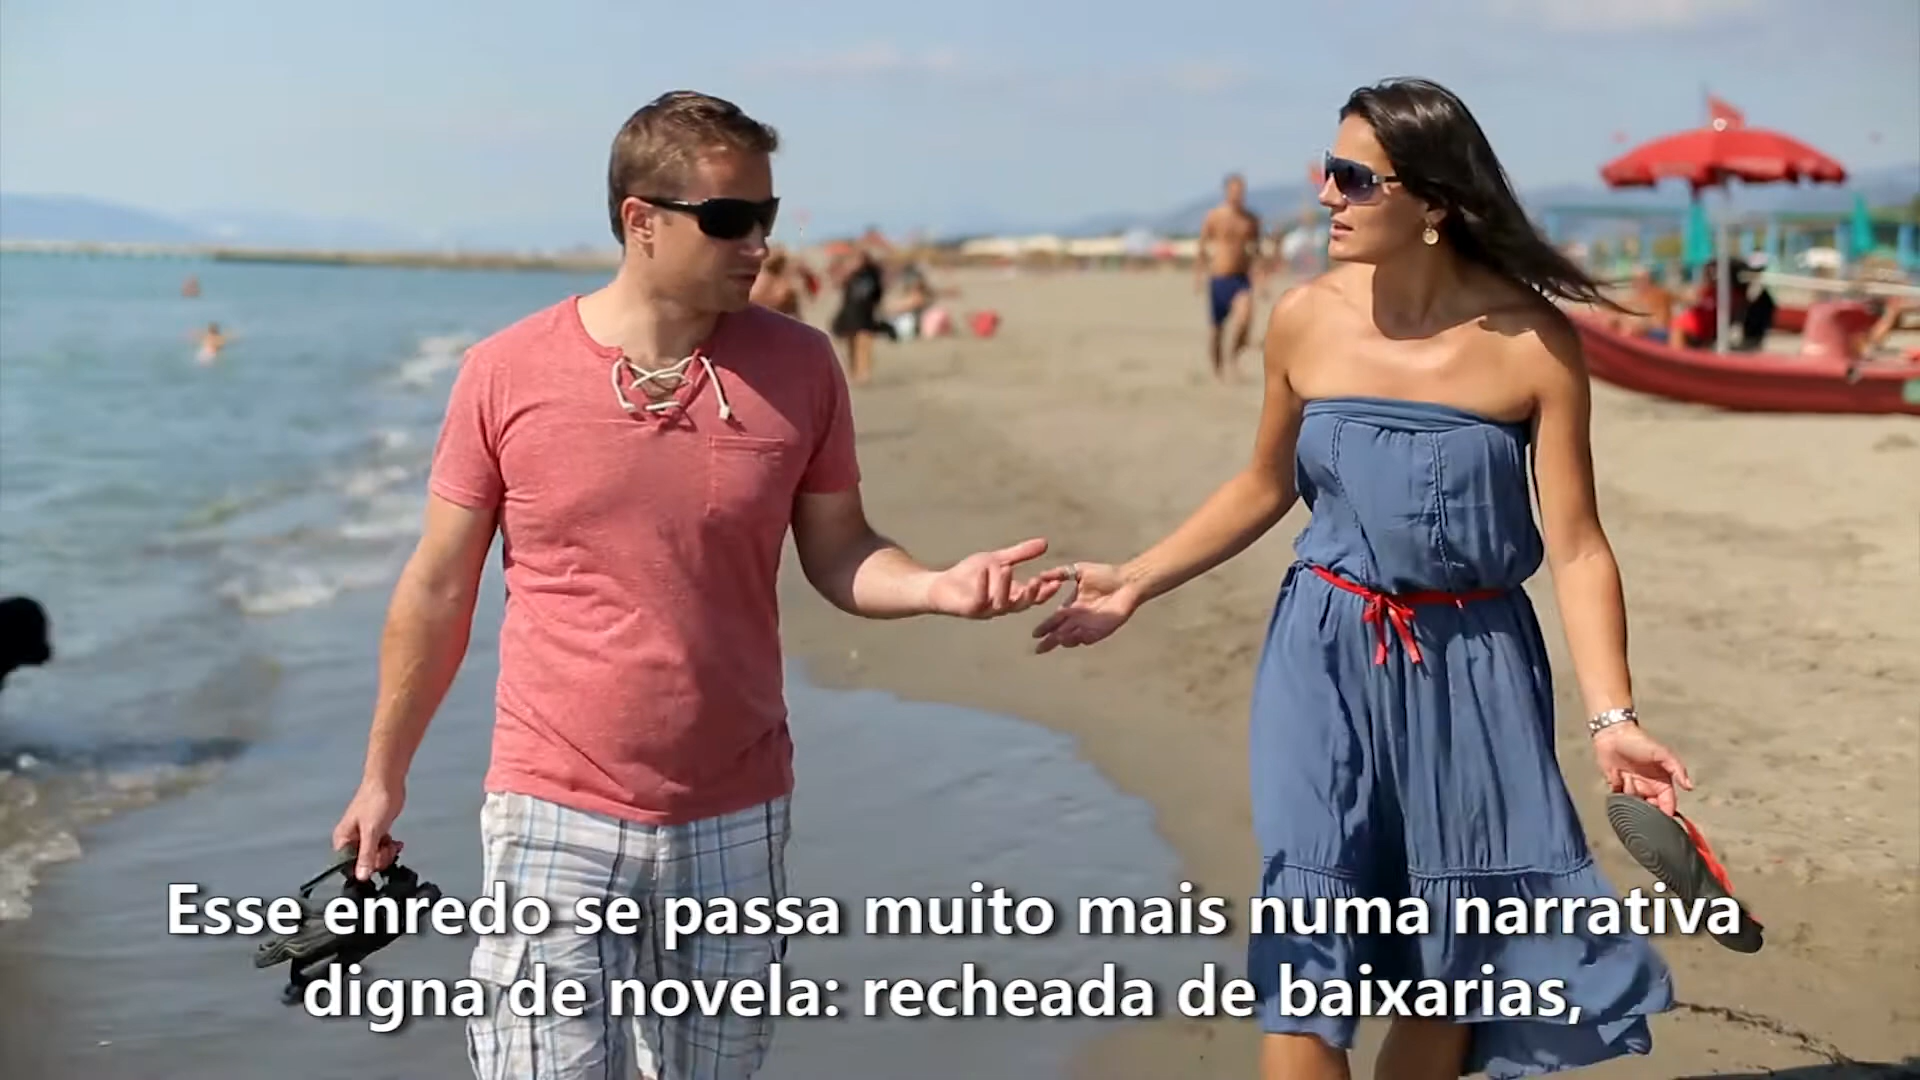 Esse enredo se passa muito mais numa narrativa
digna de novela: recheada de baixarias,